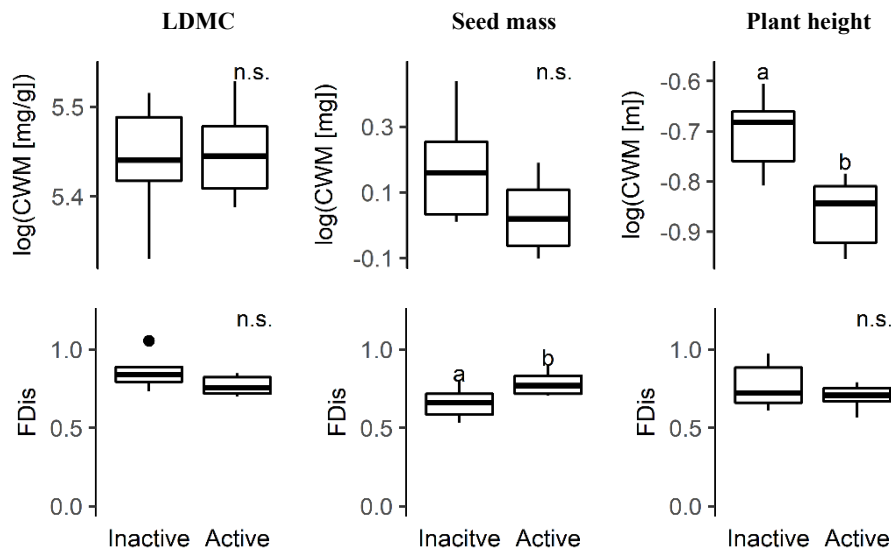 LDMC
Seed mass
Plant height
log(CWM [mg/g])
5.5
5.4
n.s.
log(CWM [mg])
0.3
0.1
-0.1
n.s.
log(CWM [m])
-0.6
-0.7
-0.8
-0.9
a
b
FDis
1.0
0.5
0.0
n.s.
Inactive Active
FDis
1.0
0.5
0.0
a
b
Inacitve Active
FDis
1.0
0.5
0.0
n.s.
Inactive Active